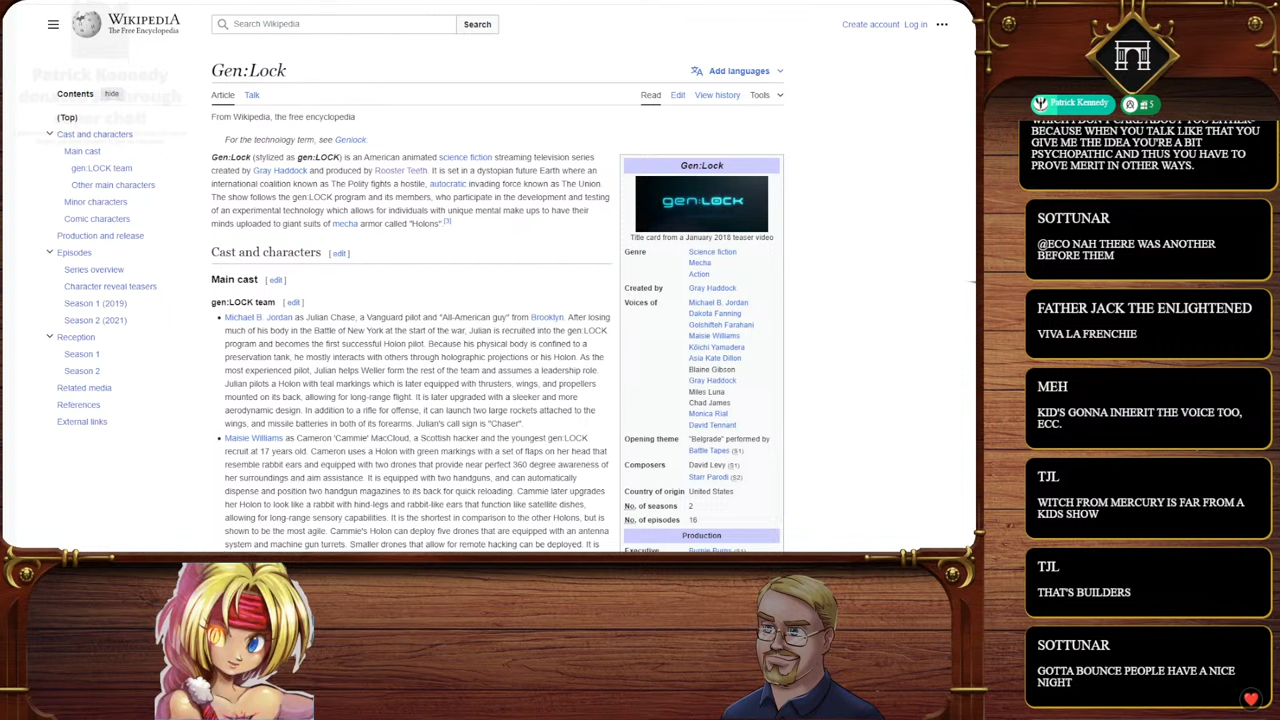 WIKIPEDIA
The Free Encyclopedia
Search Wikipedia
Search
Create account Log in
Patrick Kennedy
Contents hide
(Top)
Cast and characters
Main cast
gen:LOCK team
Other main characters
Minor characters
Comic characters
Production and release
Episodes
Series overview
Character reveal teasers
Season 1 (2019)
Season 2 (2021)
Reception
Season 1
Season 2
Related media
References
External links
Gen:Lock
Add languages
Article Talk
Read Edit View history Tools
From Wikipedia, the free encyclopedia
For the technology term, see Genlock.
Gen:Lock (stylized as gen:LOCK) is an American animated science fiction streaming television series
created by Gray Haddock and produced by Rooster Teeth. It is set in a dystopian future Earth where an
international coalition known as The Polity fights a hostile, autocratic invading force known as The Union.
The show follows the gen:LOCK program and its members, who participate in the development and testing
of an experimental technology which allows for individuals with unique mental make ups to have their
minds uploaded to giant suits of mecha armor called "Holons".[3]
Cast and characters [ edit ]
Main cast [ edit ]
gen:LOCK team [ edit ]
• Michael B. Jordan as Julian Chase, a Vanguard pilot and "All-American guy" from Brooklyn. After losing
much of his body in the Battle of New York at the start of the war, Julian is recruited into the gen:LOCK
program and becomes the first successful Holon pilot. Because his physical body is confined to a
preservation tank, he mostly interacts with others through holographic projections or his Holon. As the
most experienced pilot, Julian helps Weller form the rest of the team and assumes a leadership role.
Julian pilots a Holon with teal markings which is later equipped with thrusters, wings, and propellers
mounted on its back, allowing for long-range flight. It is later upgraded with a sleeker and more
aerodynamic design. In addition to a rifle for offense, it can launch two large rockets attached to the
wings, and missile batteries in both of its forearms. Julian's call sign is "Chaser".
• Maisie Williams as Cameron 'Cammie' MacCloud, a Scottish hacker and the youngest gen:LOCK
recruit at 17 years old. Cameron uses a Holon with green markings with a set of flaps on her head that
resemble rabbit ears and equipped with two drones that provide near perfect 360 degree awareness of
her surroundings and aim assistance. It is equipped with two handguns, and can automatically
dispense and position two handgun magazines to its back for quick reloading. Cammie later upgrades
her Holon to look like a rabbit with hind-legs and rabbit-like ears that function like satellite dishes,
allowing for long-range sensory capabilities. It is the shortest in comparison to the other Holons, but is
shown to be the most agile. Cammie's Holon can deploy five drones that are equipped with an antenna
system and machine gun turrets. Smaller drones that allow for remote hacking can be deployed. It is
Gen:Lock
gen:LOCK
Title card from a January 2018 teaser video
Genre Science fiction
Mecha
Action
Created by Gray Haddock
Voices of Michael B. Jordan
Dakota Fanning
Golshifteh Farahani
Maisie Williams
Kōichi Yamadera
Asia Kate Dillon
Blaine Gibson
Gray Haddock
Miles Luna
Chad James
Monica Rial
David Tennant
Opening theme "Belgrade" performed by
Battle Tapes (S1)
Composers David Levy (S1)
Starr Parodi (S2)
Country of origin United States
No. of seasons 2
No. of episodes 16
Production
Executive Burnie Burns (S1)
Patrick Kennedy
5
WHICH I DON'T CARE ABOUT YOU EITHER-
BECAUSE WHEN YOU TALK LIKE THAT YOU
GIVE ME THE IDEA YOU'RE A BIT
PSYCHOPATHIC AND THUS YOU HAVE TO
PROVE MERIT IN OTHER WAYS.
SOTTUNAR
@ECO NAH THERE WAS ANOTHER
BEFORE THEM
FATHER JACK THE ENLIGHTENED
VIVA LA FRENCHIE
MEH
KID'S GONNA INHERIT THE VOICE TOO,
ECC.
TJL
WITCH FROM MERCURY IS FAR FROM A
KIDS SHOW
TJL
THAT'S BUILDERS
SOTTUNAR
GOTTA BOUNCE PEOPLE HAVE A NICE
NIGHT